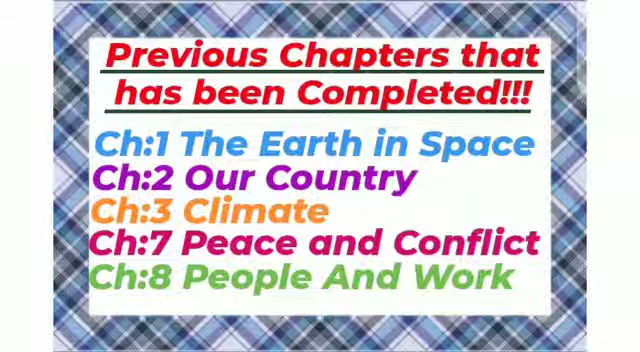 Previous Chapters that
has been Completed!!!
Ch:1 The Earth in Space
Ch:2 Our Country
Ch:3 Climate
Ch:7 Peace and Conflict
Ch:8 People And Work